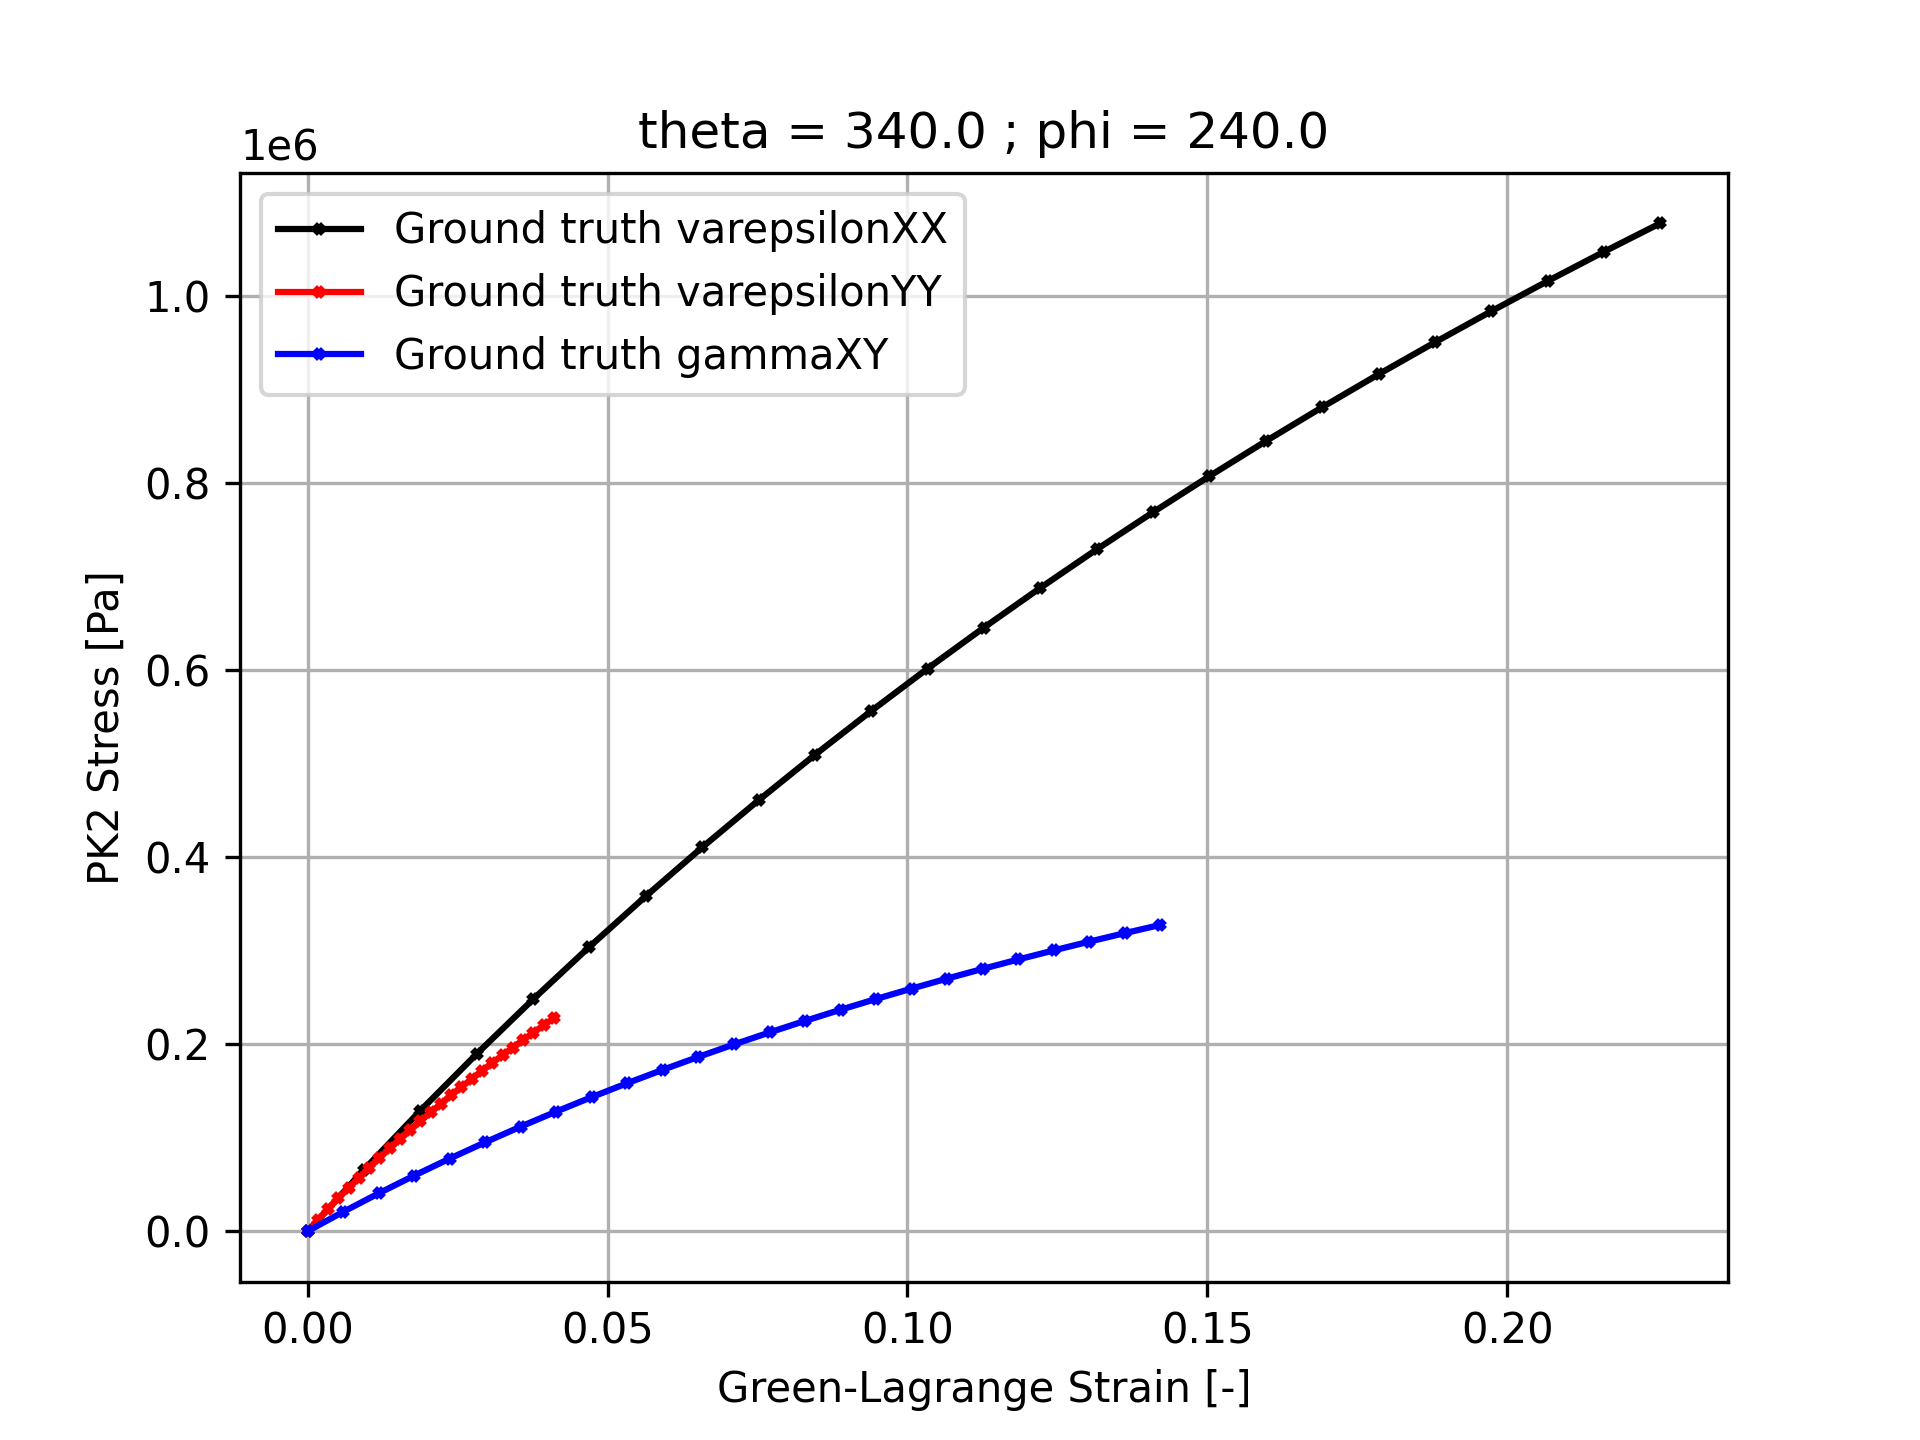 theta = 340.0 ; phi = 240.0
1e6
Ground truth varepsilonXX
Ground truth varepsilonYY
Ground truth gammaXY
1.0
0.8
0.6
0.4
0.2
0.0
PK2 Stress [Pa]
0.00 0.05 0.10 0.15 0.20
Green-Lagrange Strain [-]